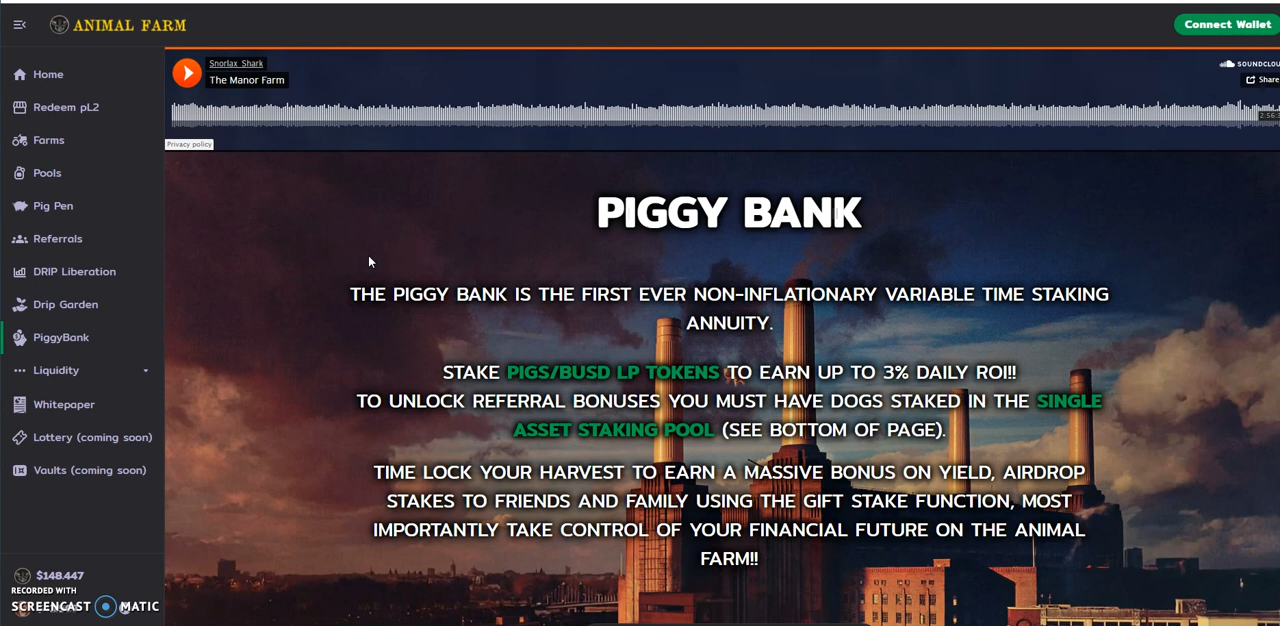 ANIMAL FARM
Connect Wallet
Home
Redeem pL2
Farms
Pools
Pig Pen
Referrals
DRIP Liberation
Drip Garden
PiggyBank
Liquidity
Whitepaper
Lottery (coming soon)
Vaults (coming soon)
$148.447
RECORDED WITH
SCREENCAST MATIC
Snorlax_Shark
The Manor Farm
SOUNDCLOU
Share
2:56:3
Privacy policy
PIGGY BANK
THE PIGGY BANK IS THE FIRST EVER NON-INFLATIONARY VARIABLE TIME STAKING
ANNUITY.
STAKE PIGS/BUSD LP TOKENS TO EARN UP TO 3% DAILY ROI!!
TO UNLOCK REFERRAL BONUSES YOU MUST HAVE DOGS STAKED IN THE SINGLE
ASSET STAKING POOL (SEE BOTTOM OF PAGE).
TIME LOCK YOUR HARVEST TO EARN A MASSIVE BONUS ON YIELD, AIRDROP
STAKES TO FRIENDS AND FAMILY USING THE GIFT STAKE FUNCTION, MOST
IMPORTANTLY TAKE CONTROL OF YOUR FINANCIAL FUTURE ON THE ANIMAL
FARM!!